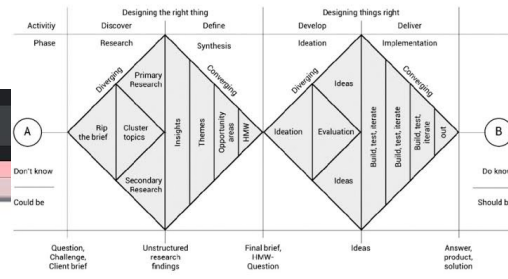 Designing the right thing
Designing things right
Activitiy
Discover
Define
Develop
Deliver
Phase
Research
Synthesis
Ideation
Implementation
Diverging
Converging
Diverging
Converging
Primary
Research
Ideas
A
Rip
the brief
Cluster
topics
Insights
Themes
Opportunity
areas
HMW
Ideation
Evaluation
Build, test, iterate
Build, test, iterate
Build, test,
iterate
out
B
Don't know
Do know
Could be
Should b
Secondary
Research
Ideas
Question,
Challenge,
Client brief
Unstructured
research
findings
Final brief,
HMW-
Question
Ideas
Answer,
product,
solution